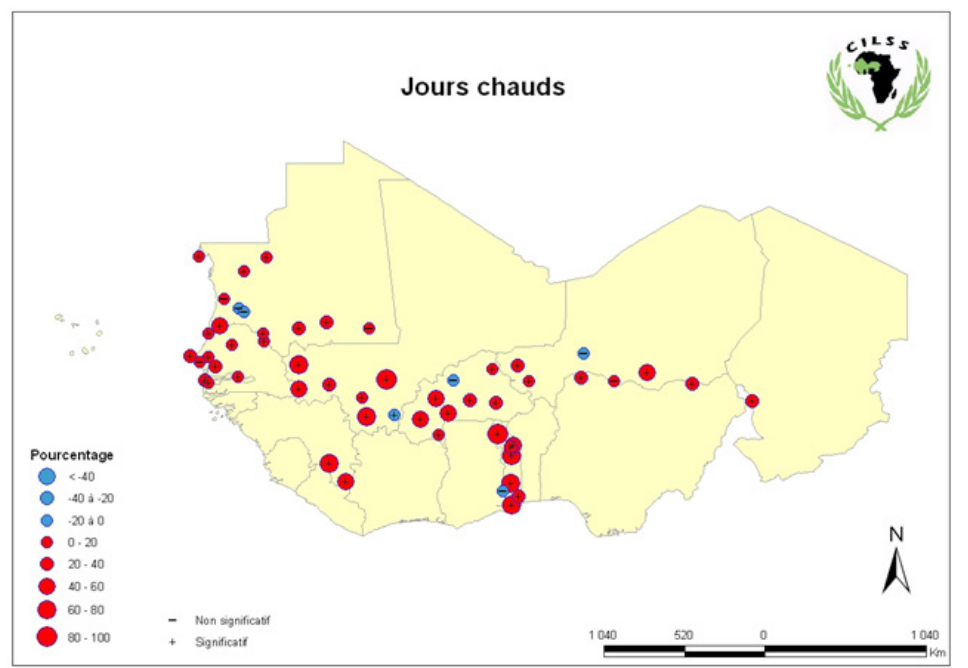 CILSS
Jours chauds
Pourcentage
< -40
-40 à -20
-20 à 0
0 - 20
20 - 40
40 - 60
60 - 80
80 - 100
- Non significatif
+ Significatif
N
1 040 520 0 1 040
Km